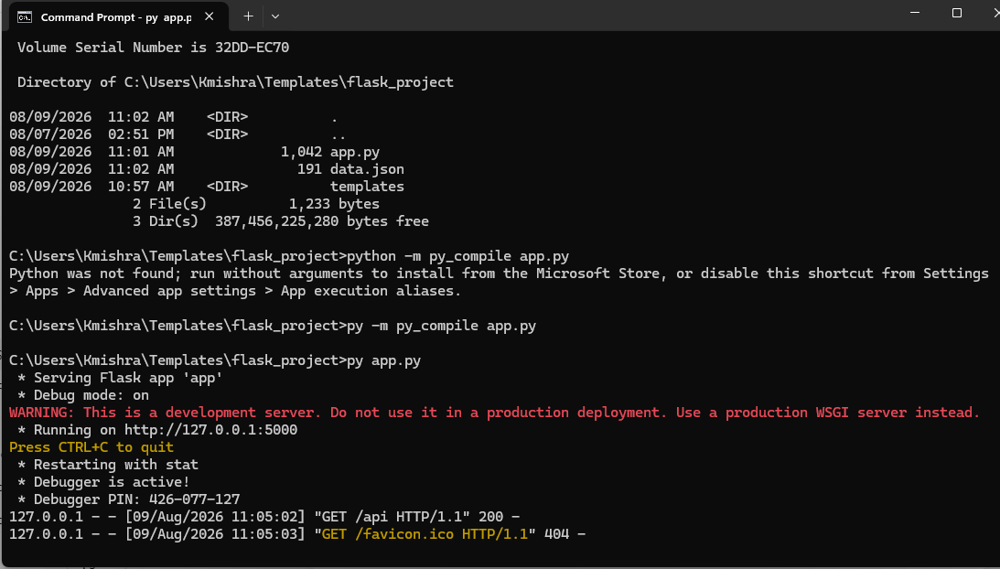 Command Prompt - py app.p
 Volume Serial Number is 32DD-EC70
 Directory of C:\Users\Kmishra\Templates\flask_project
08/09/2026  11:02 AM    <DIR>          .
08/07/2026  02:51 PM    <DIR>          ..
08/09/2026  11:01 AM             1,042 app.py
08/09/2026  11:02 AM               191 data.json
08/09/2026  10:57 AM    <DIR>          templates
               2 File(s)          1,233 bytes
               3 Dir(s)  387,456,225,280 bytes free
C:\Users\Kmishra\Templates\flask_project>python -m py_compile app.py
Python was not found; run without arguments to install from the Microsoft Store, or disable this shortcut from Settings
> Apps > Advanced app settings > App execution aliases.
C:\Users\Kmishra\Templates\flask_project>py -m py_compile app.py
C:\Users\Kmishra\Templates\flask_project>py app.py
 * Serving Flask app 'app'
 * Debug mode: on
WARNING: This is a development server. Do not use it in a production deployment. Use a production WSGI server instead.
 * Running on http://127.0.0.1:5000
Press CTRL+C to quit
 * Restarting with stat
 * Debugger is active!
 * Debugger PIN: 426-077-127
127.0.0.1 - - [09/Aug/2026 11:05:02] "GET /api HTTP/1.1" 200 -
127.0.0.1 - - [09/Aug/2026 11:05:03] "GET /favicon.ico HTTP/1.1" 404 -